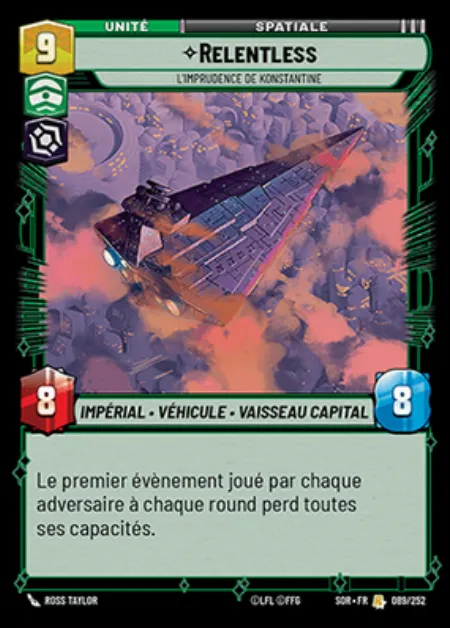 UNITÉ
SPATIALE
9
RELENTLESS
L'IMPRUDENCE DE KONSTANTINE
8
IMPÉRIAL • VÉHICULE • VAISSEAU CAPITAL
8
Le premier évènement joué par chaque
adversaire à chaque round perd toutes
ses capacités.
ROSS TAYLOR
©LFL ©FFG
SOR • FR
R
089/252